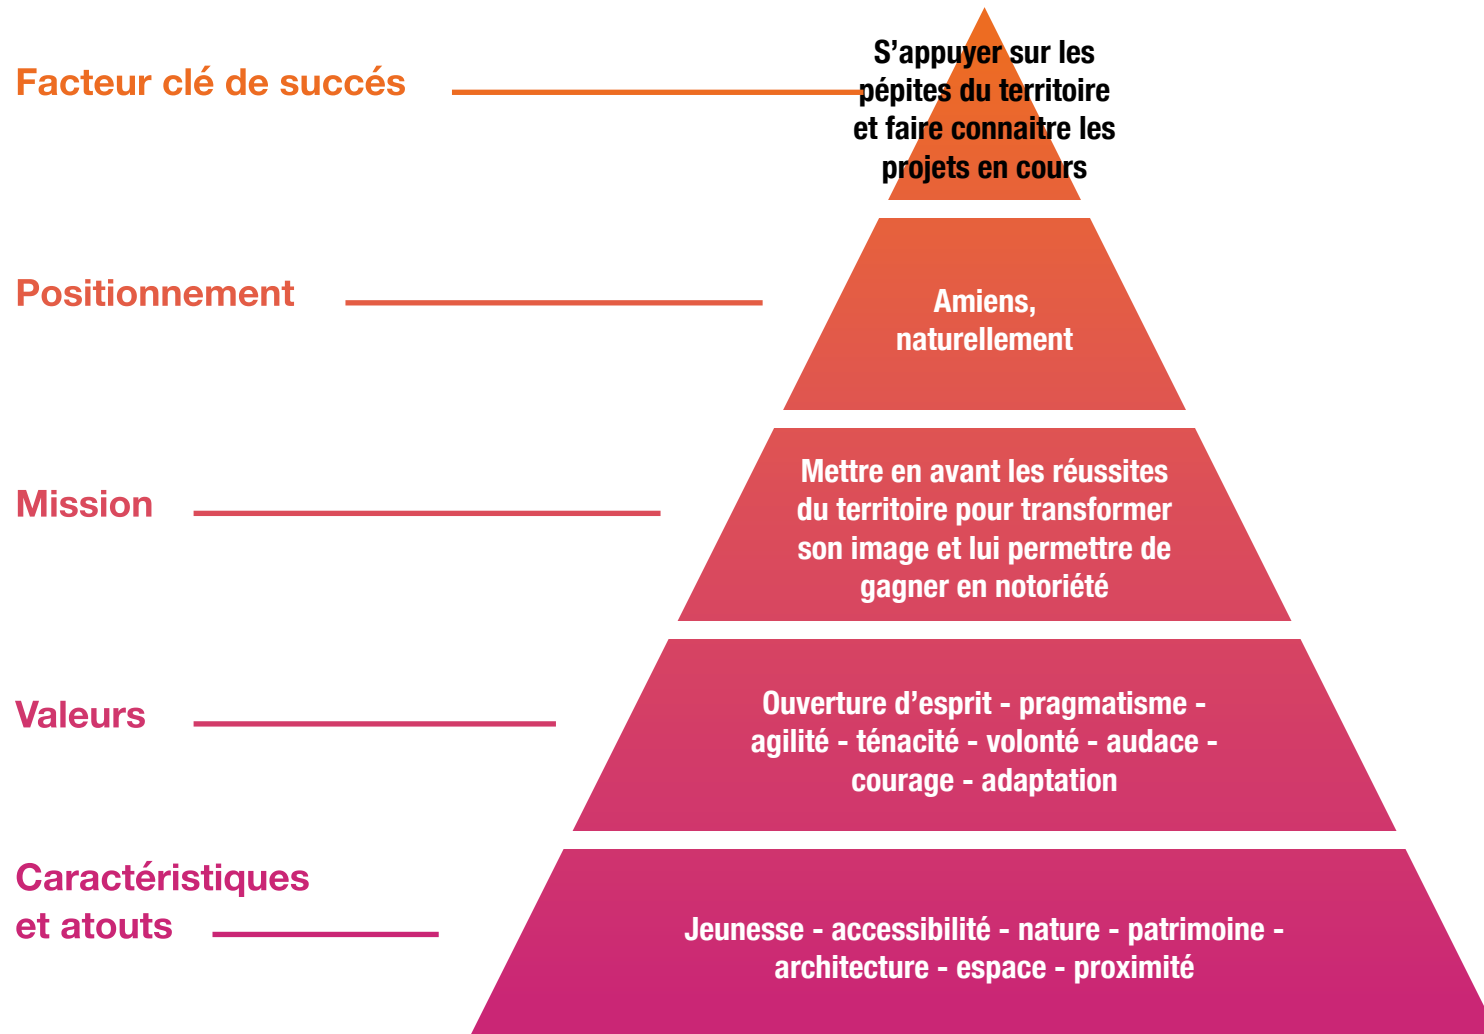 Facteur clé de succés
S'appuyer sur les
pépites du territoire
et faire connaitre les
projets en cours
Positionnement
Amiens,
naturellement
Mission
Mettre en avant les réussites
du territoire pour transformer
son image et lui permettre de
gagner en notoriété
Valeurs
Ouverture d'esprit - pragmatisme -
agilité - ténacité - volonté - audace -
courage - adaptation
Caractéristiques
et atouts
Jeunesse - accessibilité - nature - patrimoine -
architecture - espace - proximité